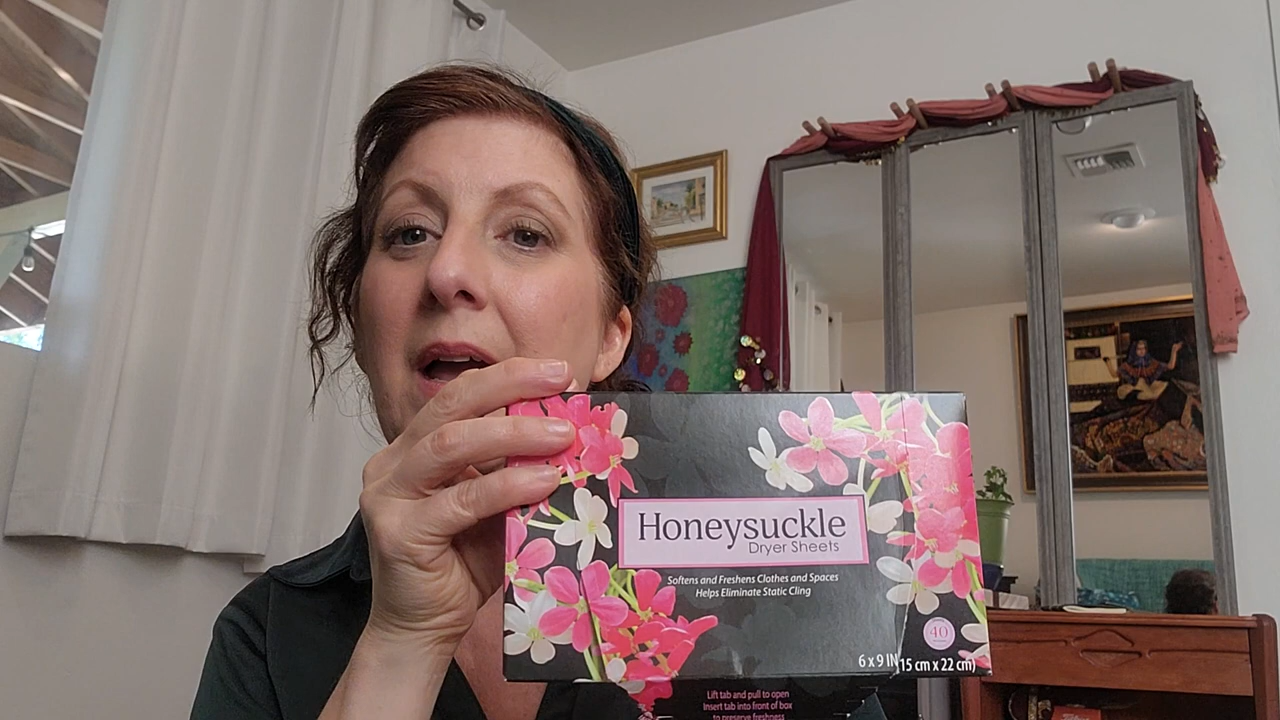 Honeysuckle
Dryer Sheets
Softens and Freshens Clothes and Spaces
Helps Eliminate Static Cling
40
6 x 9 IN (15 cm x 22 cm)
Lift tab and pull to open
Insert tab into front of box
to preserve freshness